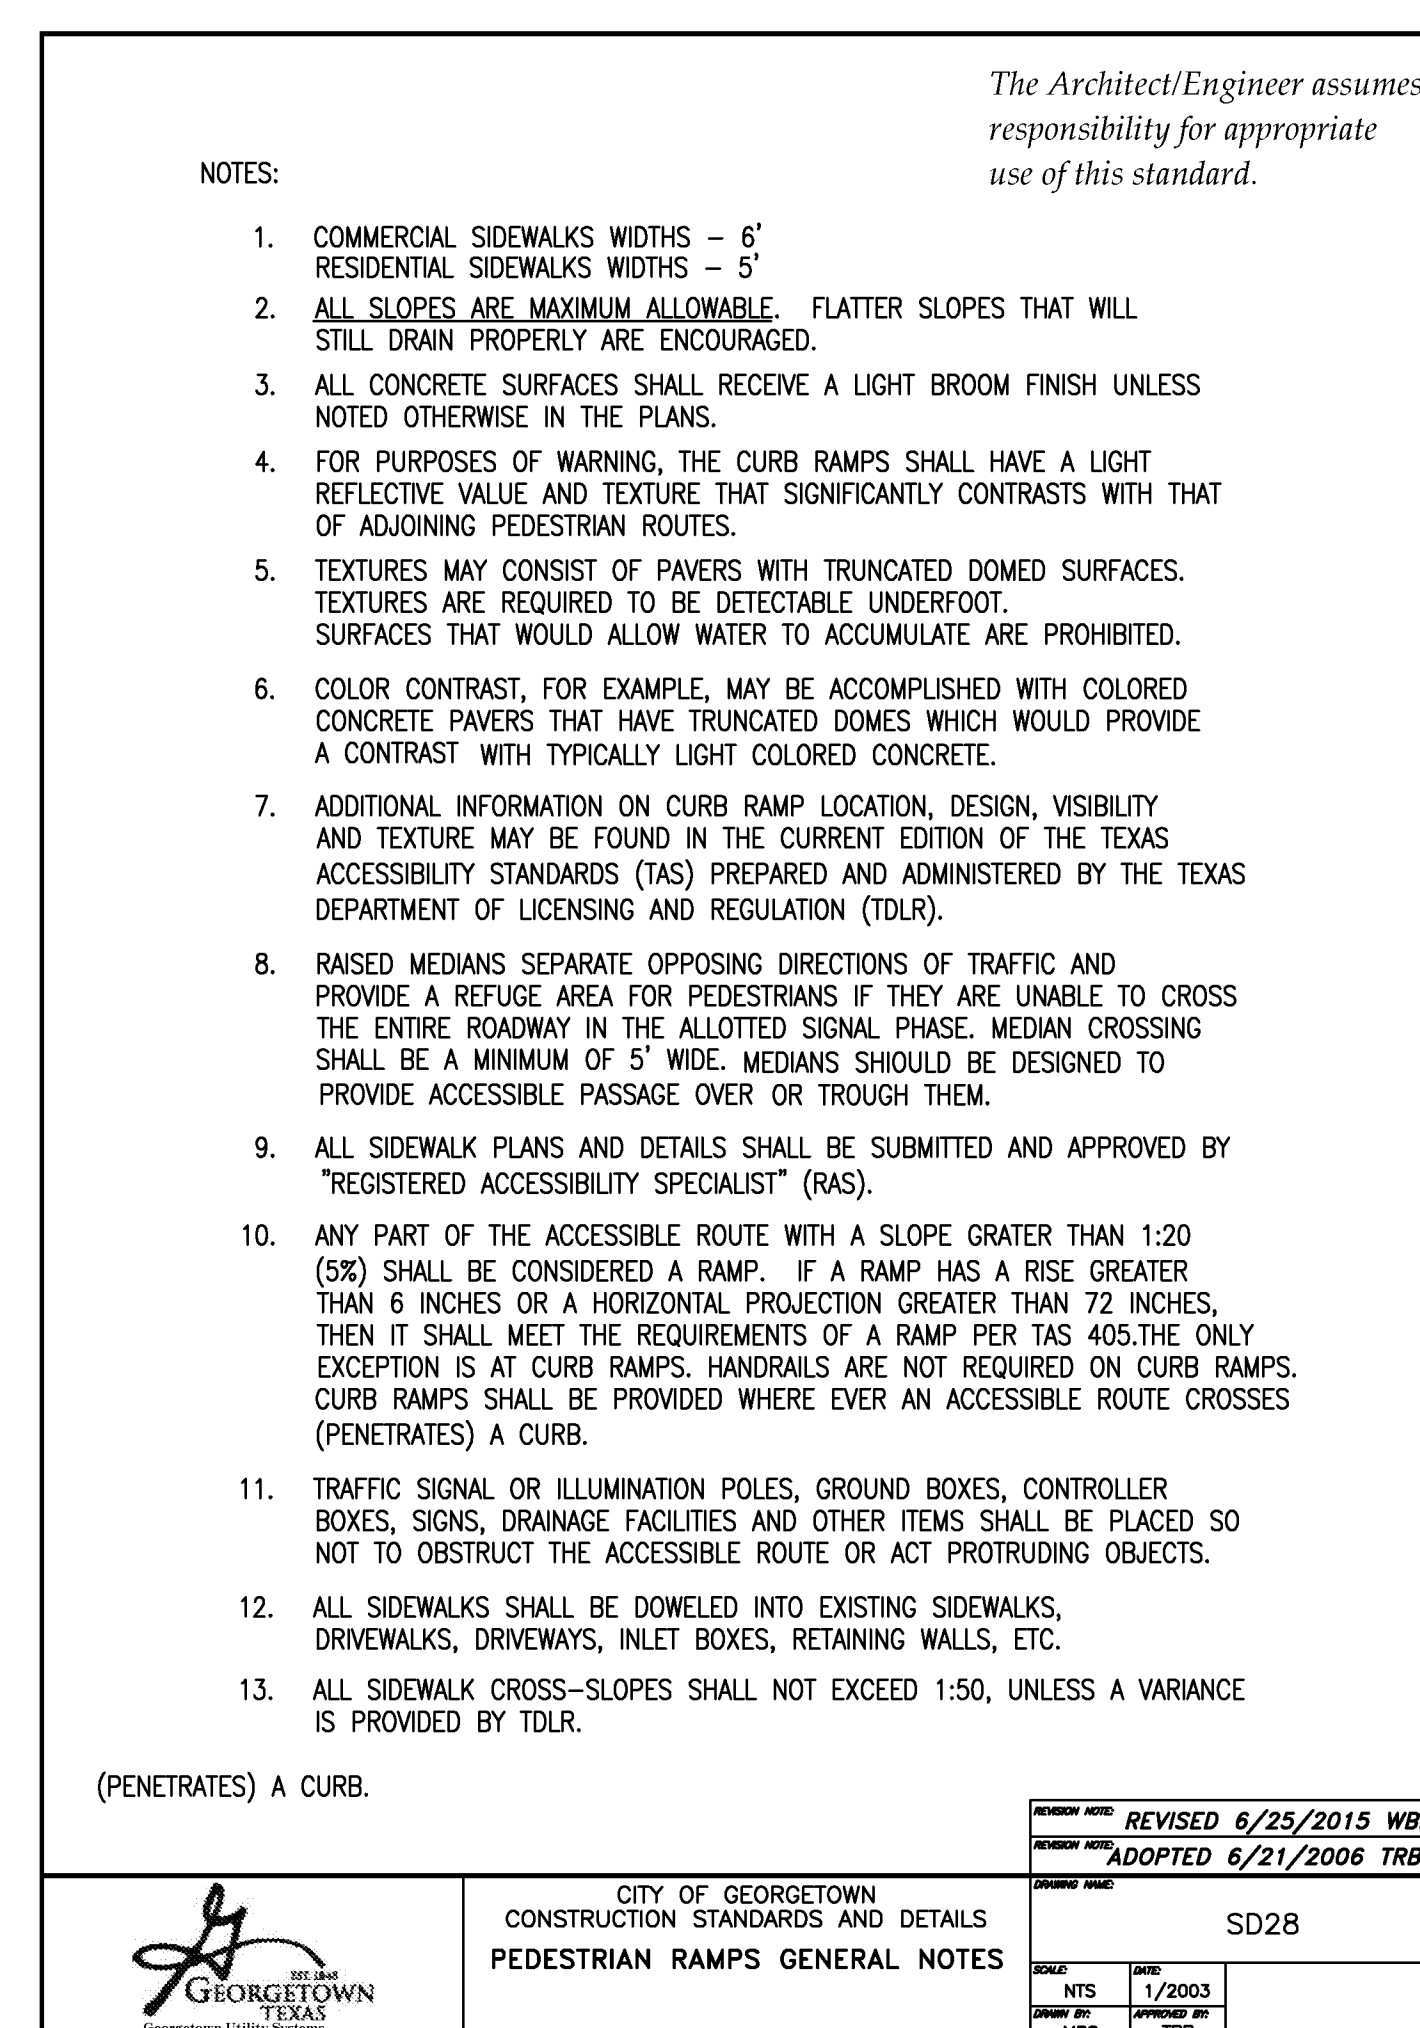 The Architect/Engineer assumes
responsibility for appropriate
use of this standard.
NOTES:
1. COMMERCIAL SIDEWALKS WIDTHS – 6'
RESIDENTIAL SIDEWALKS WIDTHS – 5'
2. ALL SLOPES ARE MAXIMUM ALLOWABLE. FLATTER SLOPES THAT WILL
STILL DRAIN PROPERLY ARE ENCOURAGED.
3. ALL CONCRETE SURFACES SHALL RECEIVE A LIGHT BROOM FINISH UNLESS
NOTED OTHERWISE IN THE PLANS.
4. FOR PURPOSES OF WARNING, THE CURB RAMPS SHALL HAVE A LIGHT
REFLECTIVE VALUE AND TEXTURE THAT SIGNIFICANTLY CONTRASTS WITH THAT
OF ADJOINING PEDESTRIAN ROUTES.
5. TEXTURES MAY CONSIST OF PAVERS WITH TRUNCATED DOMED SURFACES.
TEXTURES ARE REQUIRED TO BE DETECTABLE UNDERFOOT.
SURFACES THAT WOULD ALLOW WATER TO ACCUMULATE ARE PROHIBITED.
6. COLOR CONTRAST, FOR EXAMPLE, MAY BE ACCOMPLISHED WITH COLORED
CONCRETE PAVERS THAT HAVE TRUNCATED DOMES WHICH WOULD PROVIDE
A CONTRAST WITH TYPICALLY LIGHT COLORED CONCRETE.
7. ADDITIONAL INFORMATION ON CURB RAMP LOCATION, DESIGN, VISIBILITY
AND TEXTURE MAY BE FOUND IN THE CURRENT EDITION OF THE TEXAS
ACCESSIBILITY STANDARDS (TAS) PREPARED AND ADMINISTERED BY THE TEXAS
DEPARTMENT OF LICENSING AND REGULATION (TDLR).
8. RAISED MEDIANS SEPARATE OPPOSING DIRECTIONS OF TRAFFIC AND
PROVIDE A REFUGE AREA FOR PEDESTRIANS IF THEY ARE UNABLE TO CROSS
THE ENTIRE ROADWAY IN THE ALLOTTED SIGNAL PHASE. MEDIAN CROSSING
SHALL BE A MINIMUM OF 5' WIDE. MEDIANS SHIOULD BE DESIGNED TO
PROVIDE ACCESSIBLE PASSAGE OVER OR TROUGH THEM.
9. ALL SIDEWALK PLANS AND DETAILS SHALL BE SUBMITTED AND APPROVED BY
"REGISTERED ACCESSIBILITY SPECIALIST" (RAS).
10. ANY PART OF THE ACCESSIBLE ROUTE WITH A SLOPE GRATER THAN 1:20
(5%) SHALL BE CONSIDERED A RAMP. IF A RAMP HAS A RISE GREATER
THAN 6 INCHES OR A HORIZONTAL PROJECTION GREATER THAN 72 INCHES,
THEN IT SHALL MEET THE REQUIREMENTS OF A RAMP PER TAS 405.THE ONLY
EXCEPTION IS AT CURB RAMPS. HANDRAILS ARE NOT REQUIRED ON CURB RAMPS.
CURB RAMPS SHALL BE PROVIDED WHERE EVER AN ACCESSIBLE ROUTE CROSSES
(PENETRATES) A CURB.
11. TRAFFIC SIGNAL OR ILLUMINATION POLES, GROUND BOXES, CONTROLLER
BOXES, SIGNS, DRAINAGE FACILITIES AND OTHER ITEMS SHALL BE PLACED SO
NOT TO OBSTRUCT THE ACCESSIBLE ROUTE OR ACT PROTRUDING OBJECTS.
12. ALL SIDEWALKS SHALL BE DOWELED INTO EXISTING SIDEWALKS,
DRIVEWALKS, DRIVEWAYS, INLET BOXES, RETAINING WALLS, ETC.
13. ALL SIDEWALK CROSS–SLOPES SHALL NOT EXCEED 1:50, UNLESS A VARIANCE
IS PROVIDED BY TDLR.
(PENETRATES) A CURB.
REVISION NOTE: REVISED 6/25/2015
REVISION NOTE: ADOPTED 6/21/2006 TRB
EST. 1848
GEORGETOWN
TEXAS
Georgetown Utility Systems
CITY OF GEORGETOWN
CONSTRUCTION STANDARDS AND DETAILS
PEDESTRIAN RAMPS GENERAL NOTES
DRAWING NAME:
SD28
SCALE: DATE:
NTS 1/2003
DRAWN BY: APPROVED BY: